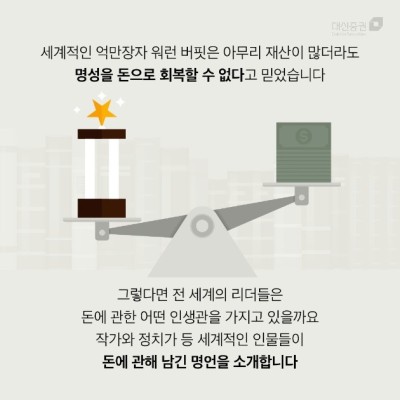 대신증권
세계적인 억만장자 워런 버핏은 아무리 재산이 많더라도
명성을 돈으로 회복할 수 없다고 믿었습니다
$
그렇다면 전 세계의 리더들은
돈에 관한 어떤 인생관을 가지고 있을까요
작가와 정치가 등 세계적인 인물들이
돈에 관해 남긴 명언을 소개합니다